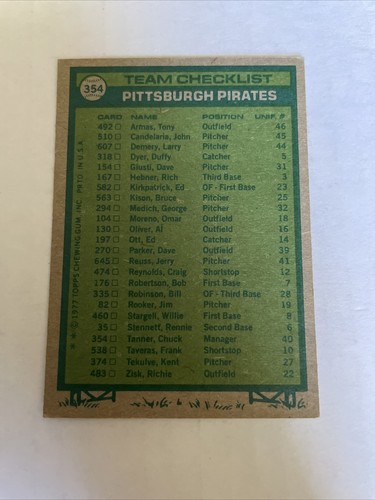 354
TEAM CHECKLIST
PITTSBURGH PIRATES
CARD NAME POSITION UNIF. #
492 Armas, Tony Outfield 46
510 Candelaria, John Pitcher 45
607 Demery, Larry Pitcher 44
318 Dyer, Duffy Catcher 5
154 Giusti, Dave Pitcher 31
167 Hebner, Rich Third Base 3
582 Kirkpatrick, Ed OF - First Base 23
563 Kison, Bruce Pitcher 25
294 Medich, George Pitcher 32
104 Moreno, Omar Outfield 18
130 Oliver, Al Outfield 16
197 Ott, Ed Catcher 14
270 Parker, Dave Outfield 39
645 Reuss, Jerry Pitcher 41
474 Reynolds, Craig Shortstop 12
176 Robertson, Bob First Base 7
335 Robinson, Bill OF - Third Base 28
82 Rooker, Jim Pitcher 19
460 Stargell, Willie First Base 8
35 Stennett, Rennie Second Base 6
354 Tanner, Chuck Manager 40
538 Taveras, Frank Shortstop 10
374 Tekulve, Kent Pitcher 27
483 Zisk, Richie Outfield 22
* * © 1977 TOPPS CHEWING GUM, INC. PRTD. IN U.S.A.